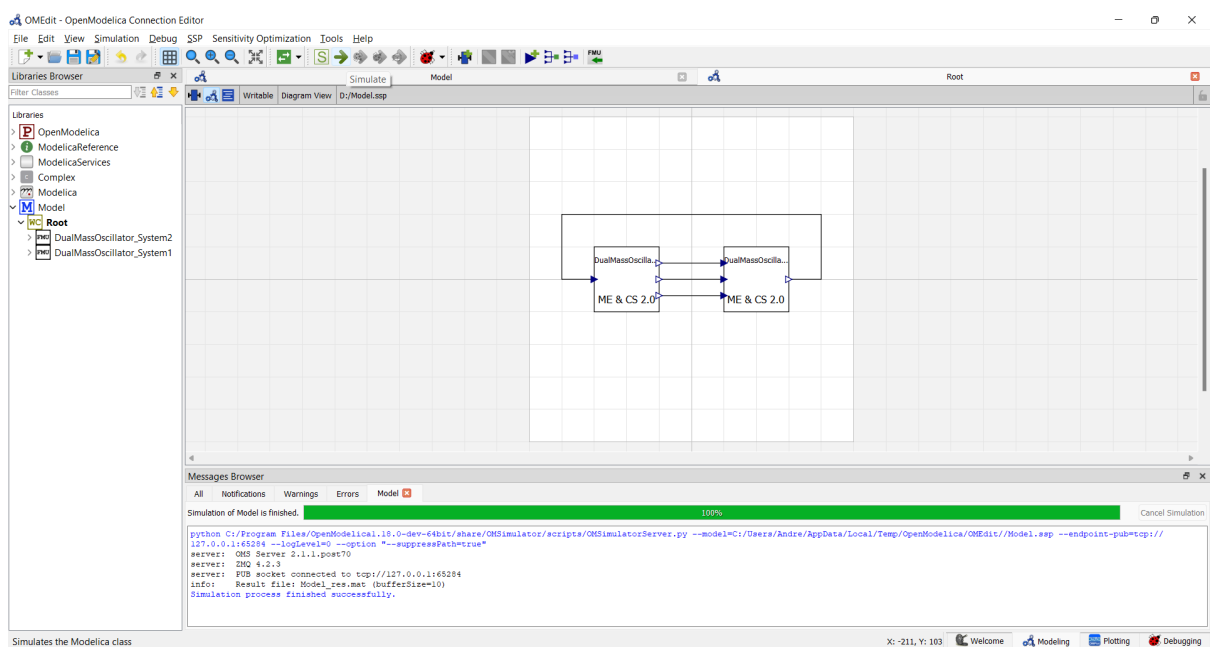 OMEdit - OpenModelica Connection Editor
File Edit View Simulation Debug SSP Sensitivity Optimization Tools Help
S FMU
Libraries Browser
Model
Root
Simulate
Filter Classes
Writable Diagram View D:/Model.ssp
Libraries
P OpenModelica
i ModelicaReference
ModelicaServices
C Complex
Modelica
M Model
WC Root
FMU DualMassOscillator_System2
FMU DualMassOscillator_System1
DualMassOscilla... DualMassOscilla...
ME & CS 2.0 ME & CS 2.0
Messages Browser
All Notifications Warnings Errors Model
Simulation of Model is finished. 100% Cancel Simulation
python C:/Program Files/OpenModelica1.18.0-dev-64bit/share/OMSimulator/scripts/OMSimulatorServer.py --model=C:/Users/Andre/AppData/Local/Temp/OpenModelica/OMEdit//Model.ssp --endpoint-pub=tcp://
127.0.0.1:65284 --logLevel=0 --option "--suppressPath=true"
server: OMS Server 2.1.1.post70
server: ZMQ 4.2.3
server: PUB socket connected to tcp://127.0.0.1:65284
info: Result file: Model_res.mat (bufferSize=10)
Simulation process finished successfully.
Simulates the Modelica class
X: -211, Y: 103 Welcome Modeling Plotting Debugging